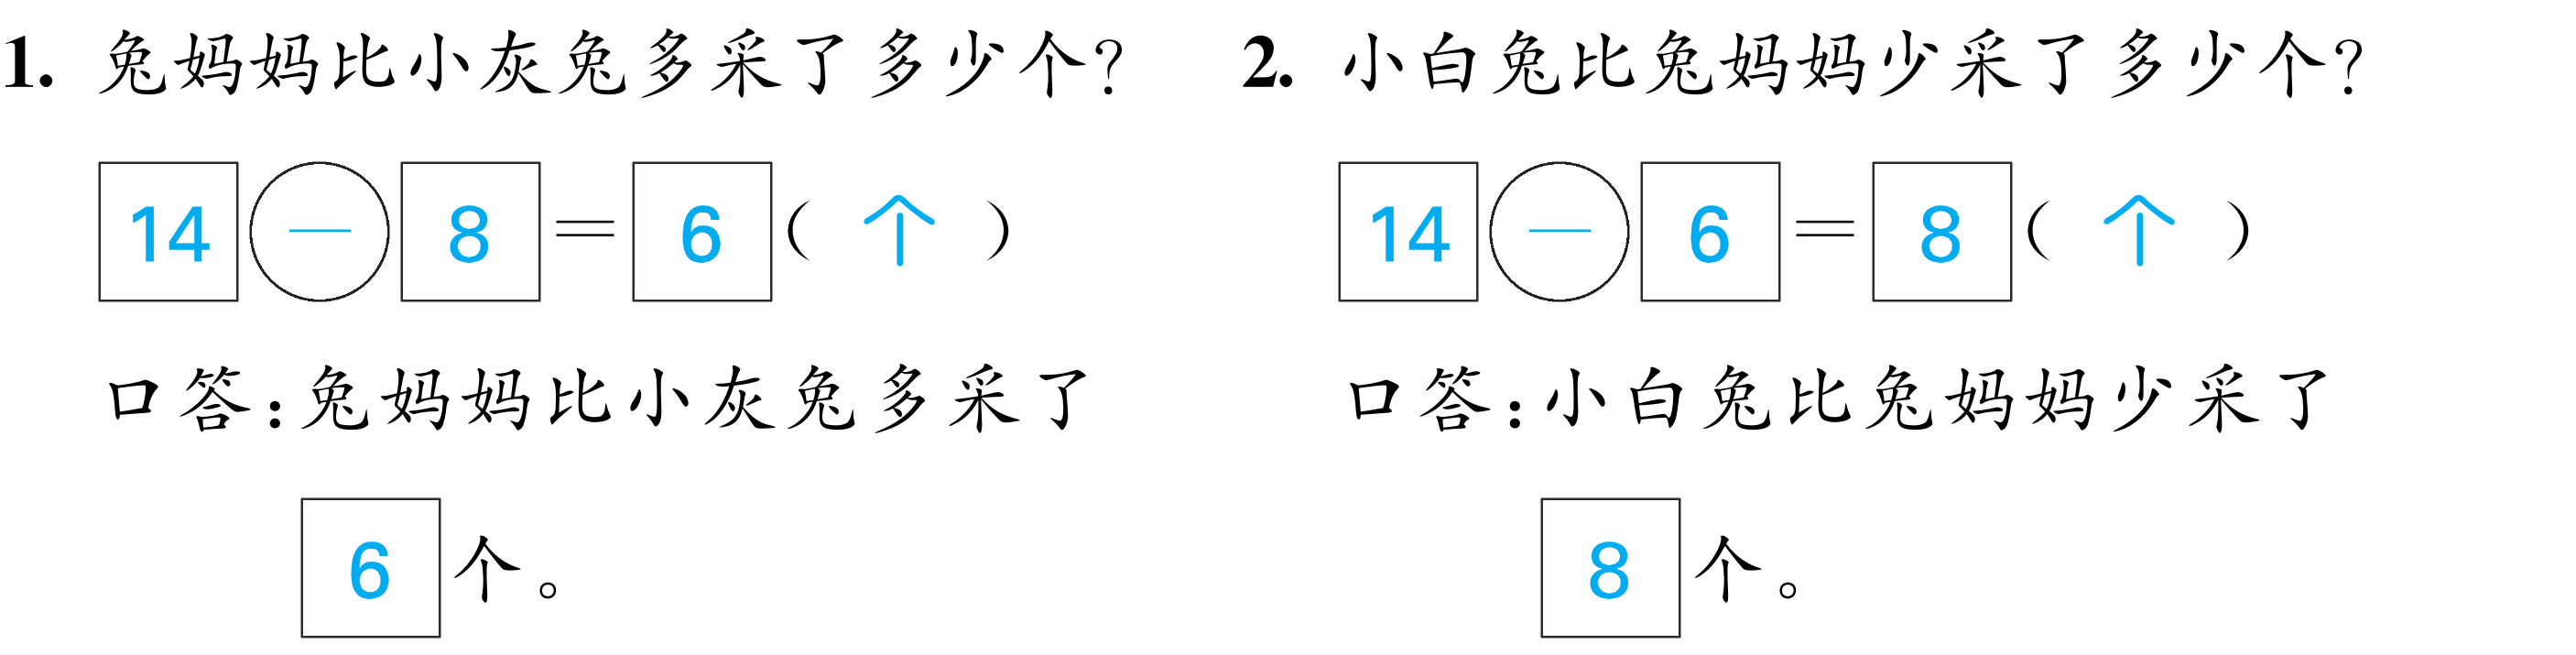 1. 兔妈妈比小灰兔多采了多少个?
14 － 8 ＝ 6 ( 个 )
口答:兔妈妈比小灰兔多采了
6 个。
2. 小白兔比兔妈妈少采了多少个?
14 － 6 ＝ 8 ( 个 )
口答:小白兔比兔妈妈少采了
8 个。